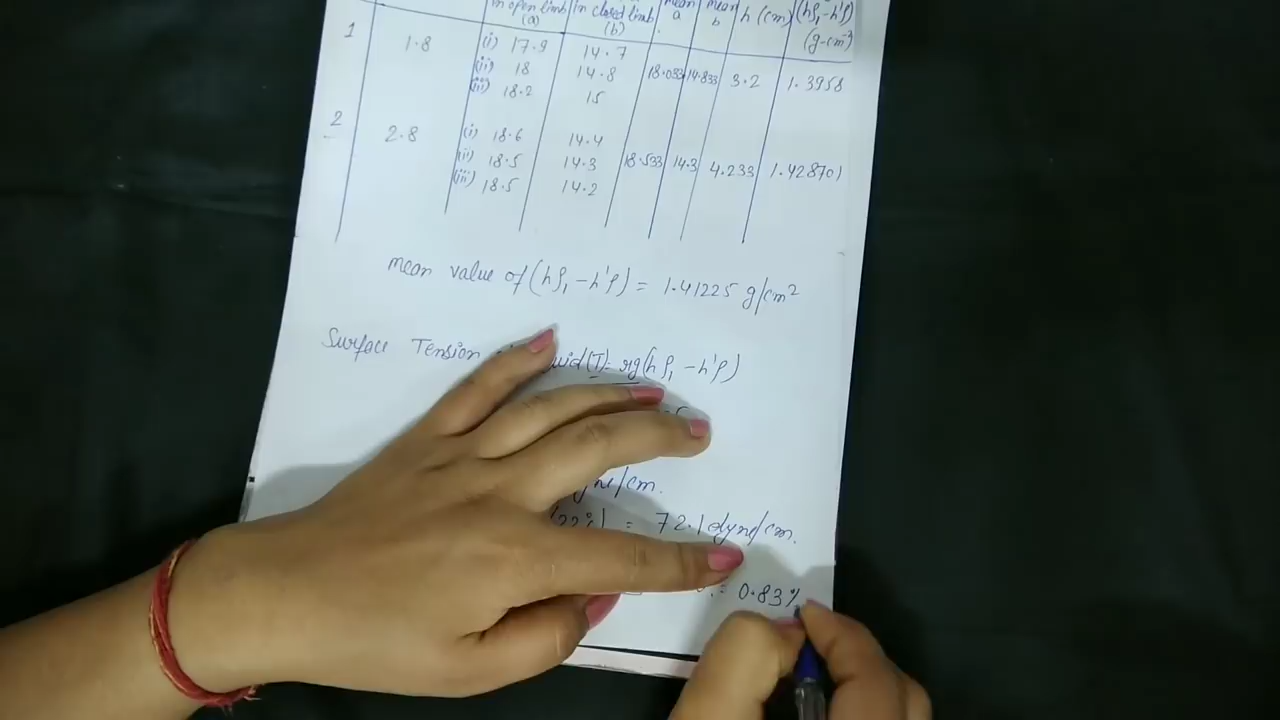 in open limb in closed limb mean mean h (cm) (hρ₁-h'ρ)
(a) (b) a b (g-cm⁻²)
1 1.8 (i) 17.9 14.7
(ii) 18 14.8 18.033 14.833 3.2 1.3958
(iii) 18.2 15
2 2.8 (i) 18.6 14.4
(ii) 18.5 14.3 18.533 14.3 4.233 1.428701
(iii) 18.5 14.2
mean value of (hρ₁-h'ρ) = 1.41225 g/cm²
Surface Tension (T)= rg(hρ₁-h'ρ)
/cm.
= 72.1 dyne/cm.
= 0.83%